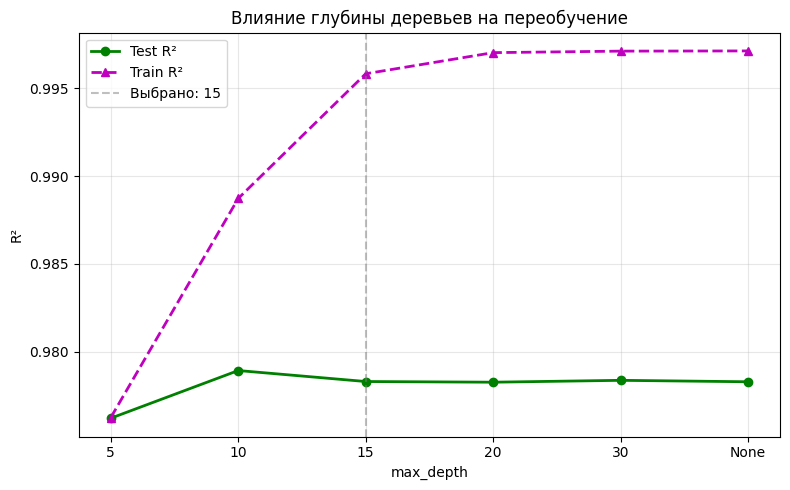 Влияние глубины деревьев на переобучение
Test R²
Train R²
Выбрано: 15
R²
0.995
0.990
0.985
0.980
5 10 15 20 30 None
max_depth